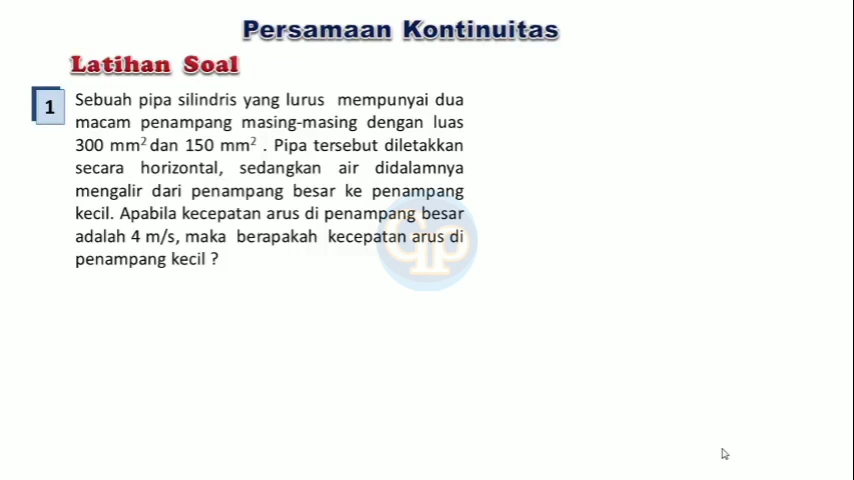 Persamaan Kontinuitas
Latihan Soal
1
Sebuah pipa silindris yang lurus mempunyai dua
macam penampang masing-masing dengan luas
300 mm² dan 150 mm² . Pipa tersebut diletakkan
secara horizontal, sedangkan air didalamnya
mengalir dari penampang besar ke penampang
kecil. Apabila kecepatan arus di penampang besar
adalah 4 m/s, maka berapakah kecepatan arus di
penampang kecil ?